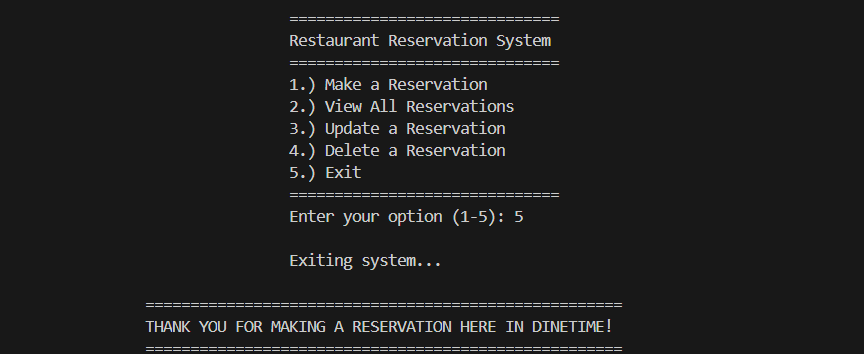 ==============================
Restaurant Reservation System
==============================
1.) Make a Reservation
2.) View All Reservations
3.) Update a Reservation
4.) Delete a Reservation
5.) Exit
==============================
Enter your option (1-5): 5
Exiting system...
=====================================================
THANK YOU FOR MAKING A RESERVATION HERE IN DINETIME!
=====================================================